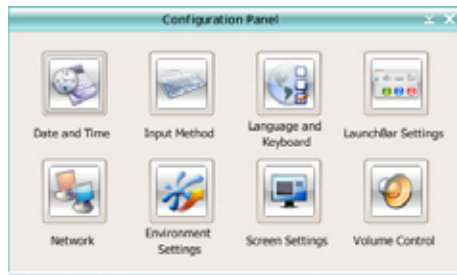 Configuration Panel
Date and Time
Input Method
Language and
Keyboard
LaunchBar Settings
Network
Environment
Settings
Screen Settings
Volume Control